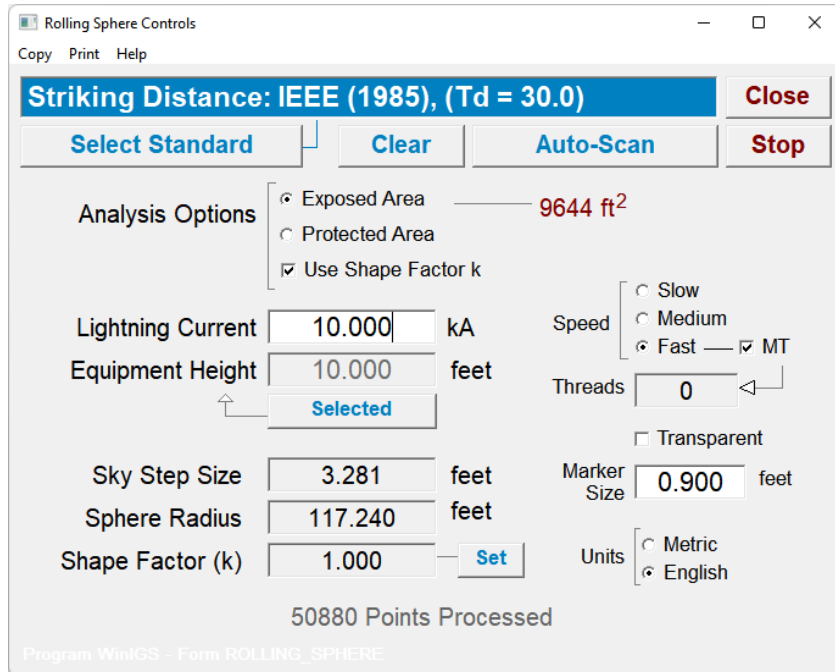 Rolling Sphere Controls
Copy Print Help
Striking Distance: IEEE (1985), (Td = 30.0)
Close
Select Standard
Clear
Auto-Scan
Stop
Analysis Options
Exposed Area
9644 ft2
Protected Area
Use Shape Factor k
Lightning Current 10.000 kA
Equipment Height 10.000 feet
Selected
Speed
Slow
Medium
Fast
MT
Threads 0
Transparent
Sky Step Size 3.281 feet
Sphere Radius 117.240 feet
Shape Factor (k) 1.000 Set
Marker
Size 0.900 feet
Units
Metric
English
50880 Points Processed
Program WinIGS - Form ROLLING_SPHERE